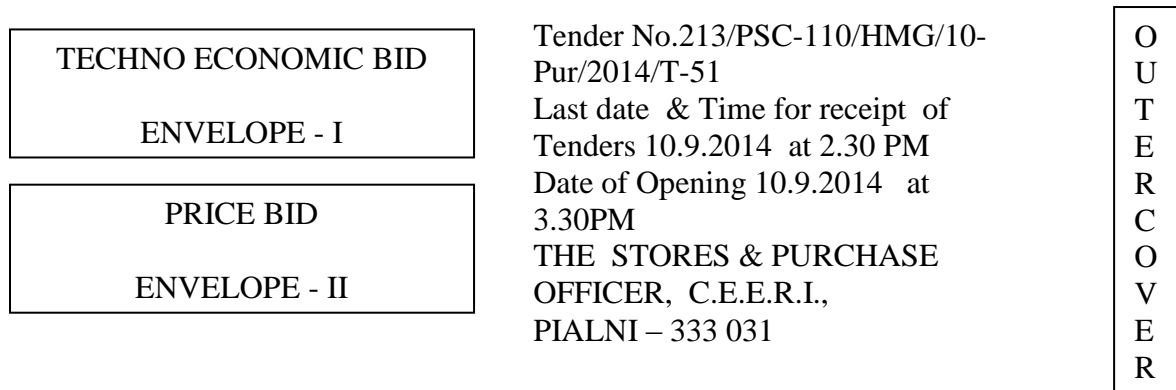 TECHNO ECONOMIC BID
ENVELOPE - I
PRICE BID
ENVELOPE - II
Tender No.213/PSC-110/HMG/10-
Pur/2014/T-51
Last date & Time for receipt of
Tenders 10.9.2014 at 2.30 PM
Date of Opening 10.9.2014 at
3.30PM
THE STORES & PURCHASE
OFFICER, C.E.E.R.I.,
PIALNI – 333 031
O
U
T
E
R
C
O
V
E
R